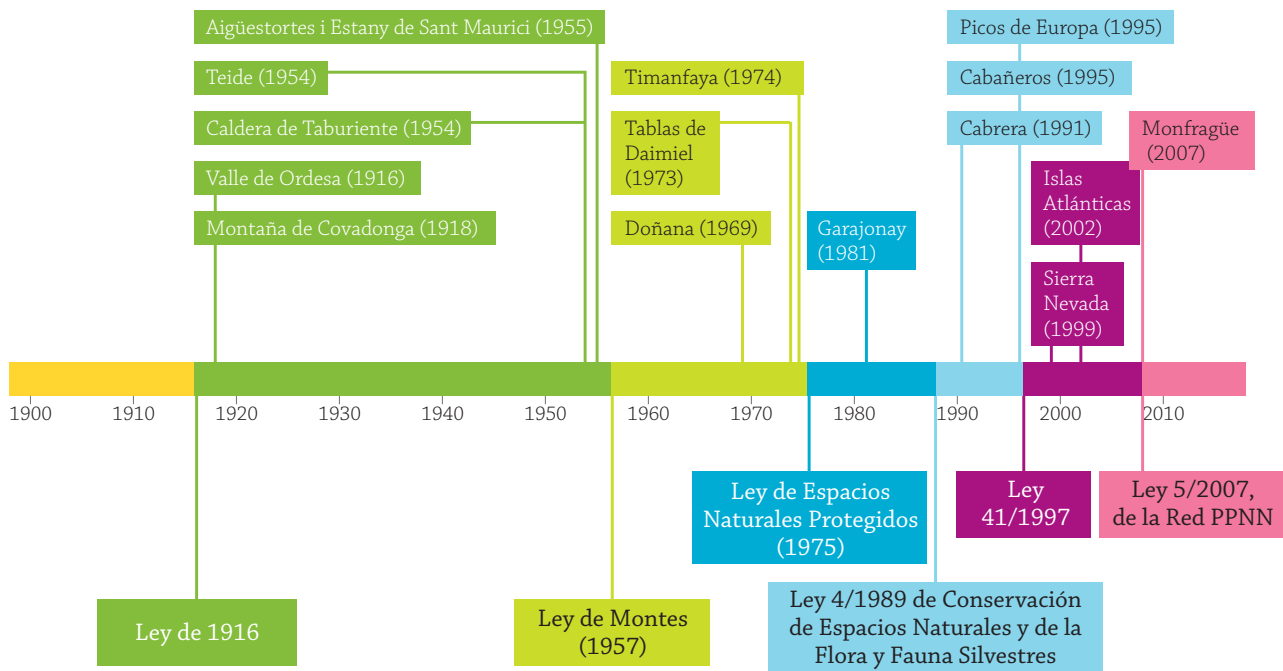 Aigüestortes i Estany de Sant Maurici (1955)
Teide (1954)
Caldera de Taburiente (1954)
Valle de Ordesa (1916)
Montaña de Covadonga (1918)
Timanfaya (1974)
Tablas de
Daimiel
(1973)
Doñana (1969)
Garajonay
(1981)
Picos de Europa (1995)
Cabañeros (1995)
Cabrera (1991)
Islas
Atlánticas
(2002)
Sierra
Nevada
(1999)
Monfragüe
(2007)
1900
1910
1920
1930
1940
1950
1960
1970
1980
1990
2000
2010
Ley de 1916
Ley de Montes
(1957)
Ley de Espacios
Naturales Protegidos
(1975)
Ley 4/1989 de Conservación
de Espacios Naturales y de la
Flora y Fauna Silvestres
Ley
41/1997
Ley 5/2007,
de la Red PPNN